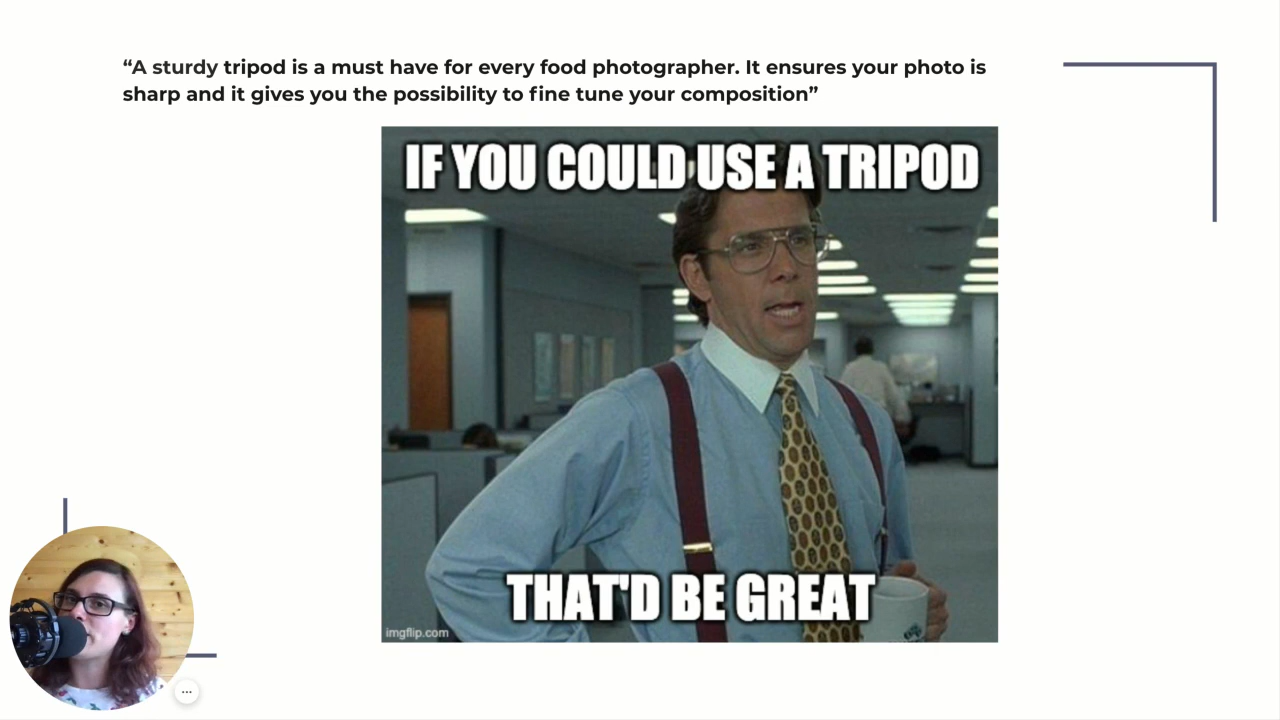 “A sturdy tripod is a must have for every food photographer. It ensures your photo is
sharp and it gives you the possibility to fine tune your composition”
IF YOU COULD USE A TRIPOD
THAT'D BE GREAT
imgflip.com